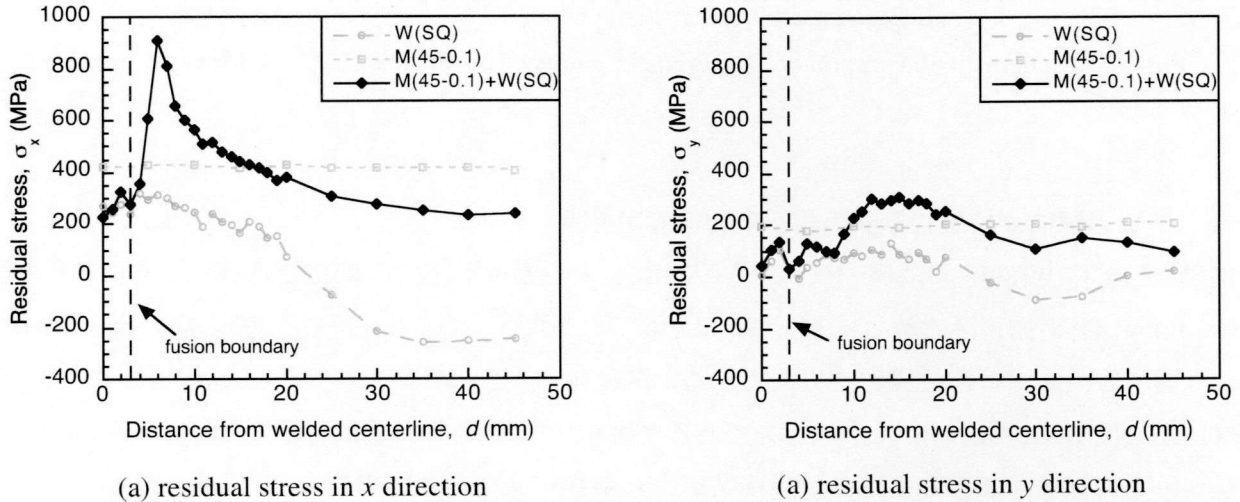 1000
800
600
400
200
0
-200
-400
Residual stress, σx (MPa)
W(SQ)
M(45-0.1)
M(45-0.1)+W(SQ)
fusion boundary
0 10 20 30 40 50
Distance from welded centerline, d (mm)
(a) residual stress in x direction
1000
800
600
400
200
0
-200
-400
Residual stress, σy (MPa)
W(SQ)
M(45-0.1)
M(45-0.1)+W(SQ)
fusion boundary
0 10 20 30 40 50
Distance from welded centerline, d (mm)
(a) residual stress in y direction